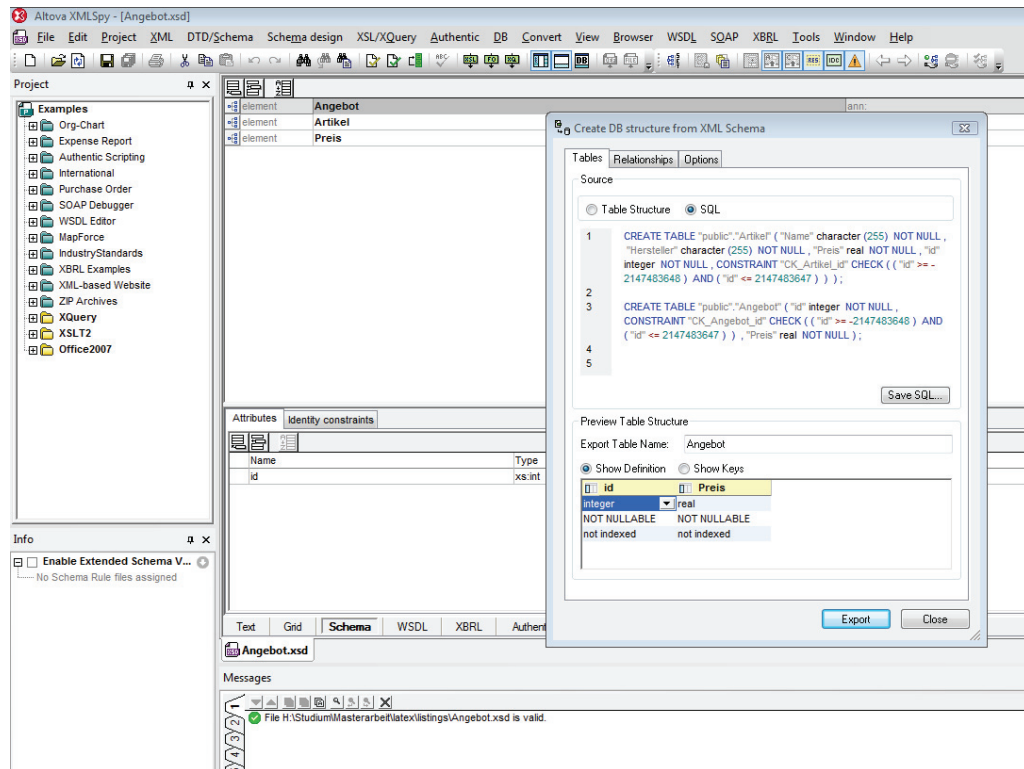 Altova XMLSpy - [Angebot.xsd]
File Edit Project XML DTD/Schema Schema design XSL/XQuery Authentic DB Convert View Browser WSDL SOAP XBRL Tools Window Help
Project
Examples
Org-Chart
Expense Report
Authentic Scripting
International
Purchase Order
SOAP Debugger
WSDL Editor
MapForce
IndustryStandards
XBRL Examples
XML-based Website
ZIP Archives
XQuery
XSLT2
Office2007
Info
Enable Extended Schema V...
No Schema Rule files assigned
element Angebot ann:
element Artikel
element Preis
Attributes Identity constraints
Name Type
id xs:int
Text Grid Schema WSDL XBRL Authent
Angebot.xsd
Messages
1
2
3
4
File H:\Studium\Masterarbeit\latex\listings\Angebot.xsd is valid.
Create DB structure from XML Schema
Tables Relationships Options
Source
Table Structure SQL
1 CREATE TABLE "public"."Artikel" ( "Name" character (255) NOT NULL ,
"Hersteller" character (255) NOT NULL , "Preis" real NOT NULL , "id"
integer NOT NULL , CONSTRAINT "CK_Artikel_id" CHECK ( ( "id" >= -
2147483648 ) AND ( "id" <= 2147483647 ) ) ) ;
2
3 CREATE TABLE "public"."Angebot" ( "id" integer NOT NULL ,
CONSTRAINT "CK_Angebot_id" CHECK ( ( "id" >= -2147483648 ) AND
( "id" <= 2147483647 ) ) , "Preis" real NOT NULL ) ;
4
5
Save SQL...
Preview Table Structure
Export Table Name: Angebot
Show Definition Show Keys
id Preis
integer real
NOT NULLABLE NOT NULLABLE
not indexed not indexed
Export Close